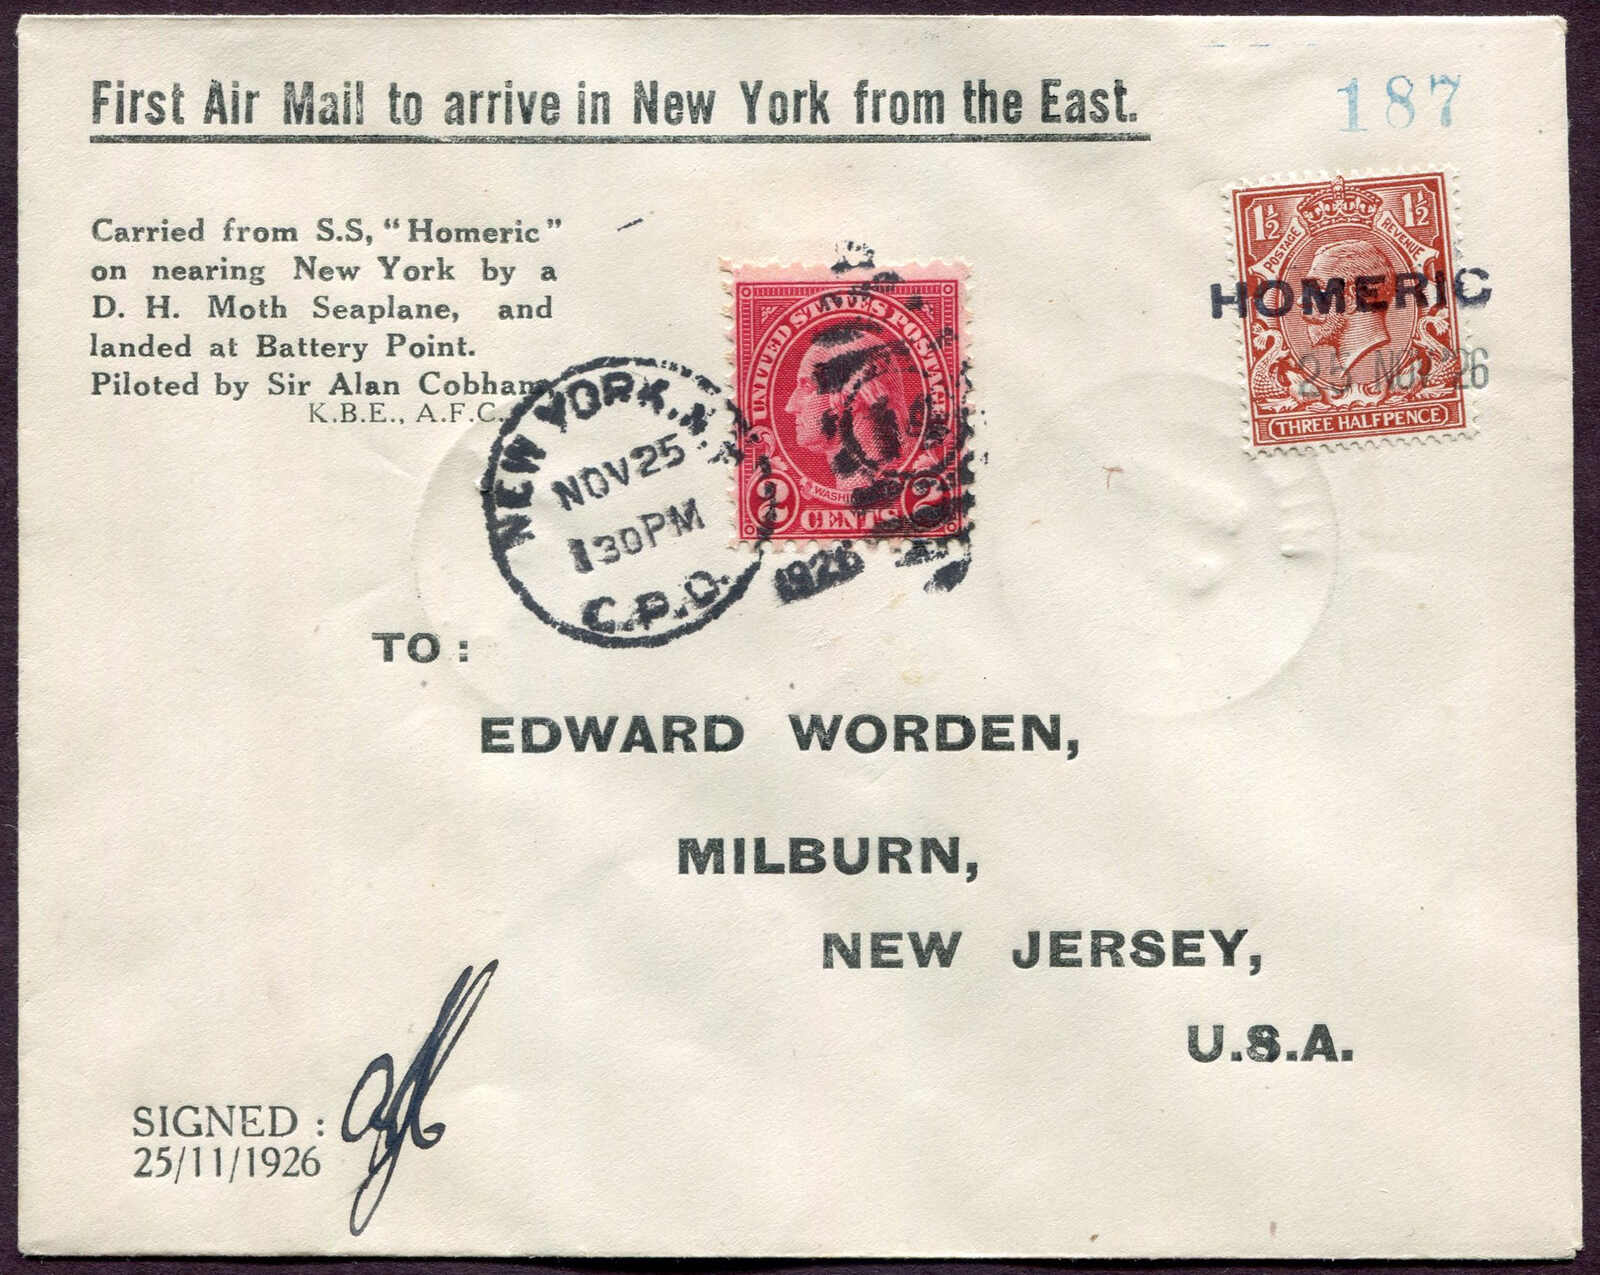 First Air Mail to arrive in New York from the East.
187
Carried from S.S, "Homeric"
on nearing New York by a
D. H. Moth Seaplane, and
landed at Battery Point.
Piloted by Sir Alan Cobham
K.B.E., A.F.C.
NEW YORK, N
NOV 25
130 PM
1926
C.P.O.
UNITED STATES POSTAGE
2 CENTS 2
1½ 1½
POSTAGE REVENUE
THREE HALFPENCE
HOMERIC
25 NOV 26
TO:
EDWARD WORDEN,
MILBURN,
NEW JERSEY,
U.S.A.
SIGNED:
25/11/1926